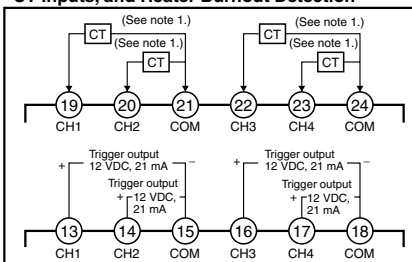 CT Inputs, and Heater Burnout Detection
(See note 1.) (See note 1.)
CT (See note 1.) CT (See note 1.)
CT CT
19 20 21 22 23 24
CH1 CH2 COM CH3 CH4 COM
Trigger output Trigger output
+ 12 VDC, 21 mA − + 12 VDC, 21 mA −
Trigger output Trigger output
+ 12 VDC, + 12 VDC,
21 mA 21 mA
13 14 15 16 17 18
CH1 CH2 COM CH3 CH4 COM